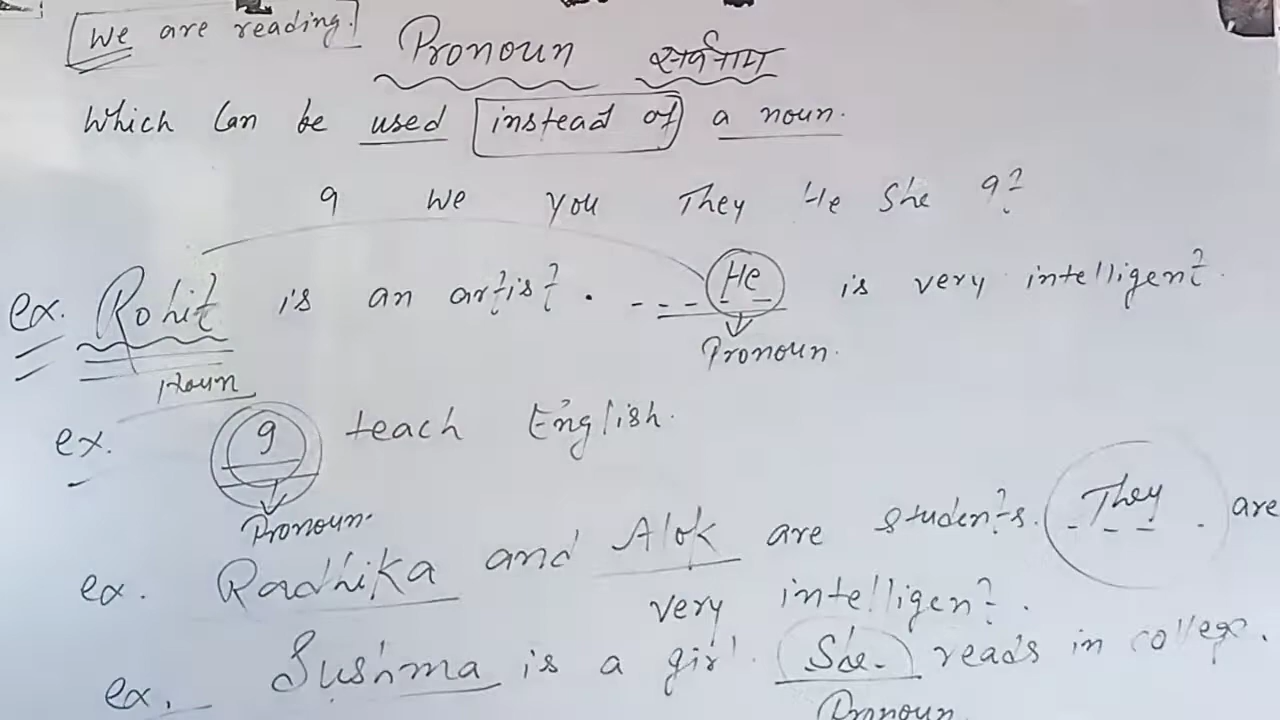 We are reading.
Pronoun सर्वनाम
Which Can be used instead of a noun.
I We you They He She It
ex. Rohit is an artist. He is very intelligent.
Noun
Pronoun.
ex. I teach English.
Pronoun.
ex. Radhika and Alok are students. They are
very intelligent.
ex. Sushma is a girl. She reads in college.
Pronoun